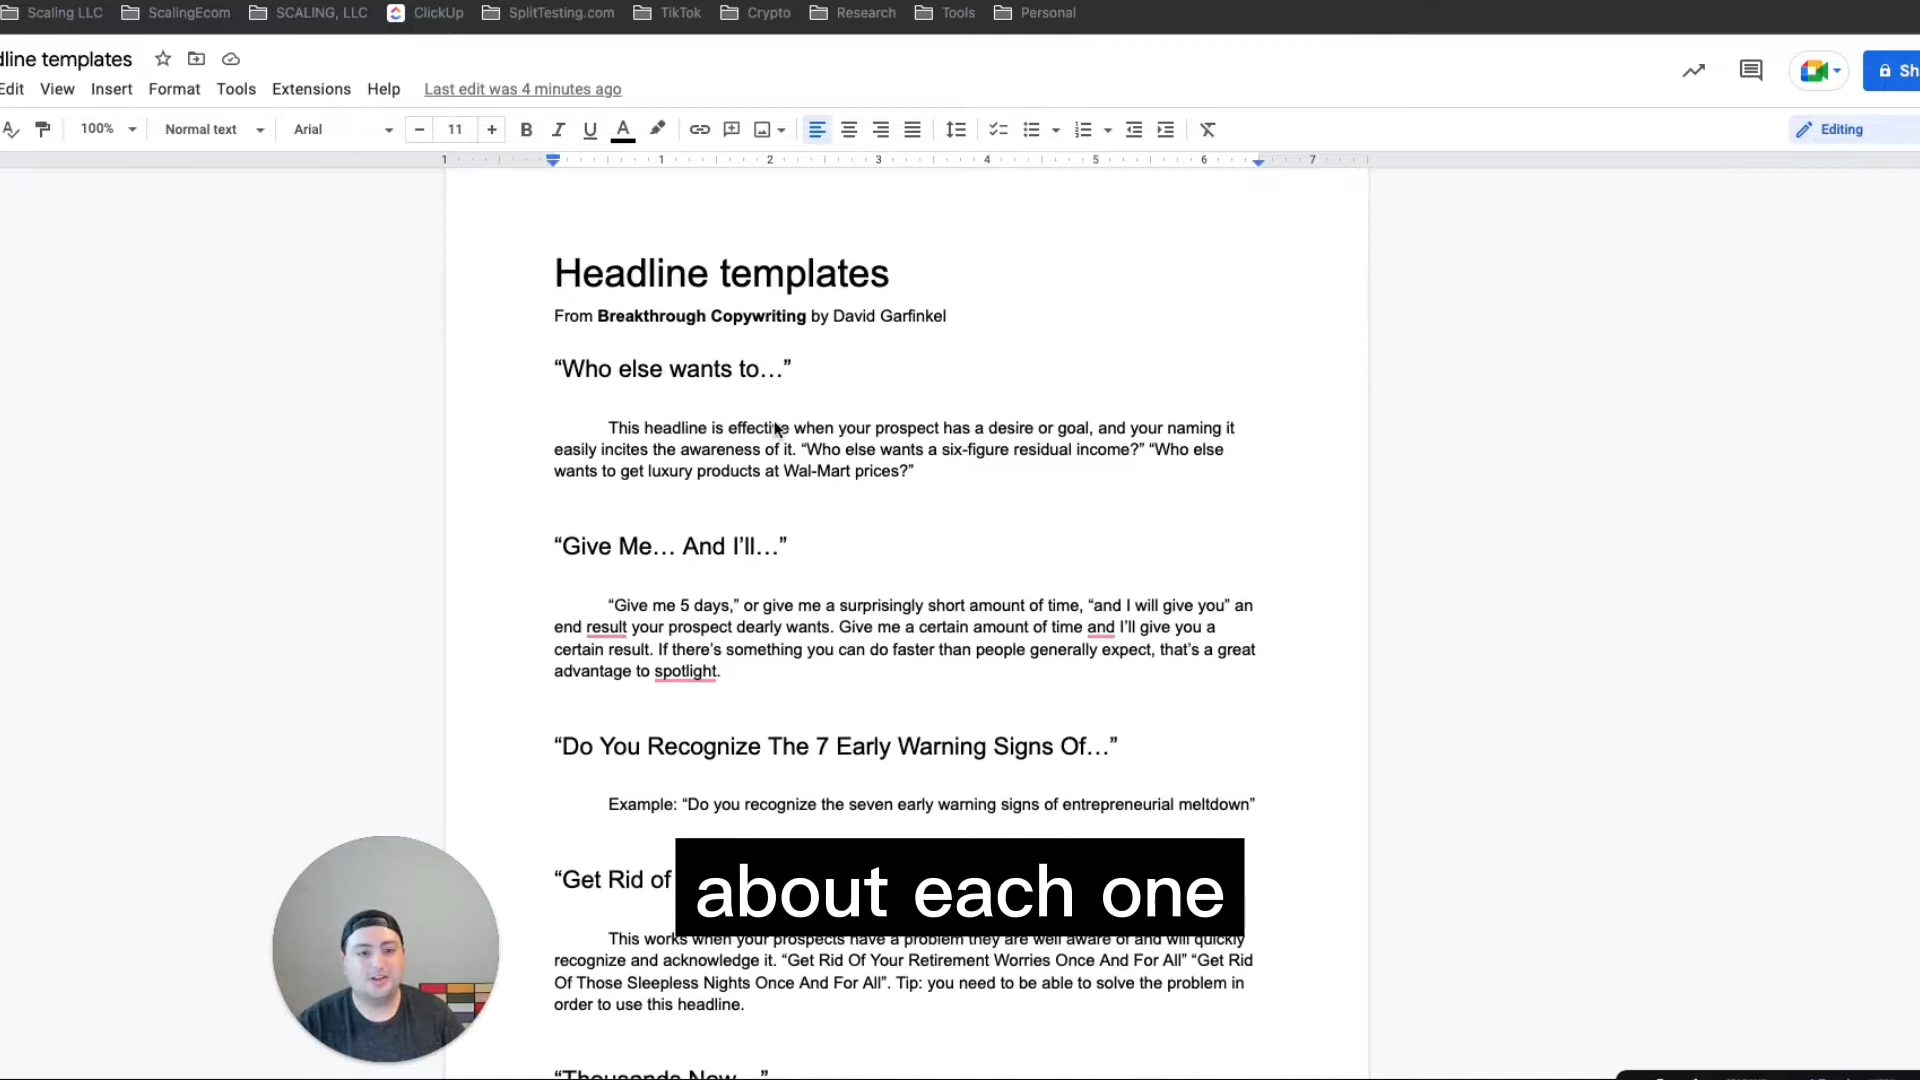 Scaling LLC ScalingEcom SCALING, LLC ClickUp SplitTesting.com TikTok Crypto Research Tools Personal
dline templates
Edit View Insert Format Tools Extensions Help Last edit was 4 minutes ago
Sh
100% Normal text Arial 11 Editing
1 1 2 3 4 5 6 7
Headline templates
From Breakthrough Copywriting by David Garfinkel
“Who else wants to…”
This headline is effective when your prospect has a desire or goal, and your naming it
easily incites the awareness of it. “Who else wants a six-figure residual income?” “Who else
wants to get luxury products at Wal-Mart prices?”
“Give Me… And I’ll…”
“Give me 5 days,” or give me a surprisingly short amount of time, “and I will give you” an
end result your prospect dearly wants. Give me a certain amount of time and I’ll give you a
certain result. If there’s something you can do faster than people generally expect, that’s a great
advantage to spotlight.
“Do You Recognize The 7 Early Warning Signs Of…”
Example: “Do you recognize the seven early warning signs of entrepreneurial meltdown”
“Get Rid of
about each one
This works when your prospects have a problem they are well aware of and will quickly
recognize and acknowledge it. “Get Rid Of Your Retirement Worries Once And For All” “Get Rid
Of Those Sleepless Nights Once And For All”. Tip: you need to be able to solve the problem in
order to use this headline.
“Thousands Now…”